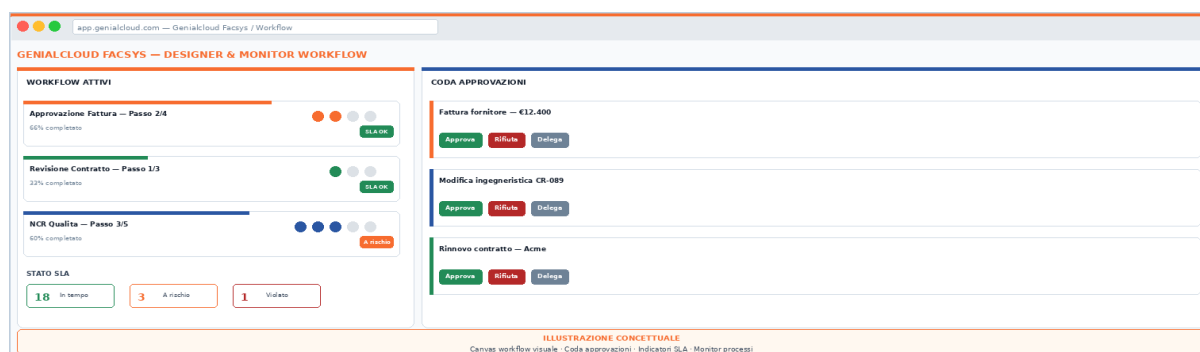 app.genialcloud.com — Genialcloud Facsys / Workflow
GENIALCLOUD FACSYS — DESIGNER & MONITOR WORKFLOW
WORKFLOW ATTIVI
Approvazione Fattura — Passo 2/4
66% completato
SLA OK
Revisione Contratto — Passo 1/3
33% completato
SLA OK
NCR Qualita — Passo 3/5
60% completato
A rischio
STATO SLA
18 In tempo
3 A rischio
1 Violato
CODA APPROVAZIONI
Fattura fornitore — €12.400
Approva Rifiuta Delega
Modifica ingegneristica CR-089
Approva Rifiuta Delega
Rinnovo contratto — Acme
Approva Rifiuta Delega
ILLUSTRAZIONE CONCETTUALE
Canvas workflow visuale · Coda approvazioni · Indicatori SLA · Monitor processi